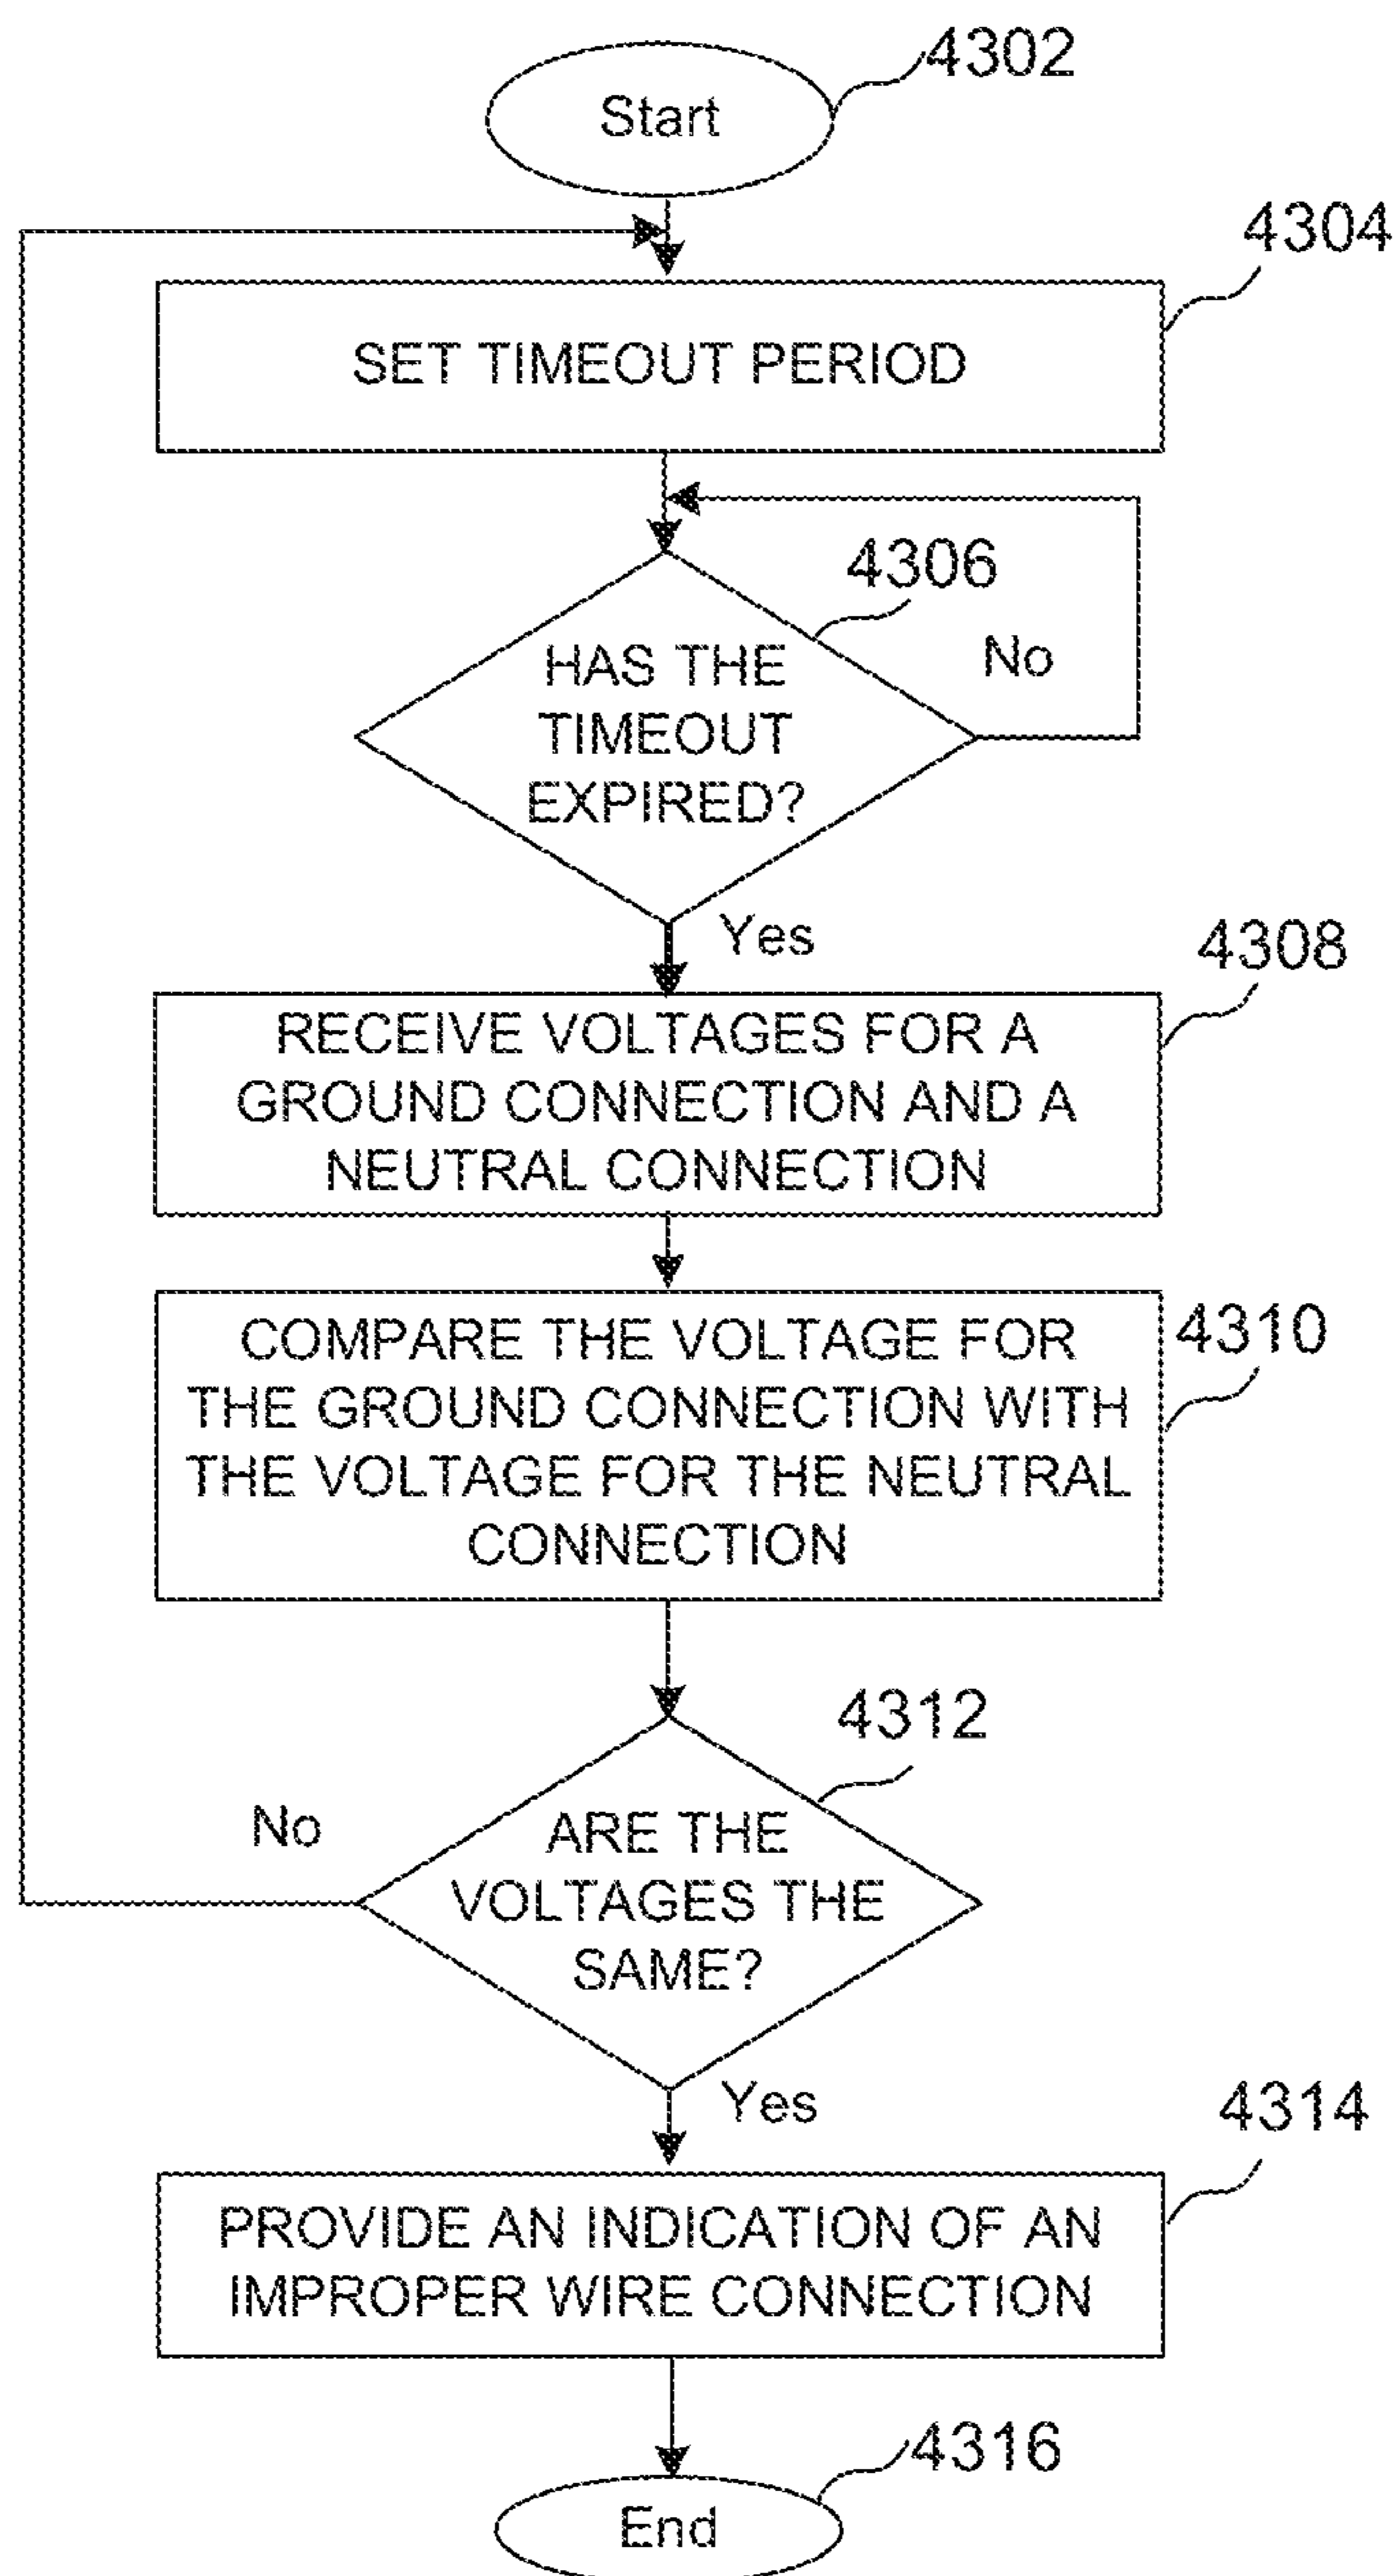 4302
Start
4304
SET TIMEOUT PERIOD
4306
No
HAS THE
TIMEOUT
EXPIRED?
Yes
4308
RECEIVE VOLTAGES FOR A
GROUND CONNECTION AND A
NEUTRAL CONNECTION
4310
COMPARE THE VOLTAGE FOR
THE GROUND CONNECTION WITH
THE VOLTAGE FOR THE NEUTRAL
CONNECTION
4312
No
ARE THE
VOLTAGES THE
SAME?
Yes
4314
PROVIDE AN INDICATION OF AN
IMPROPER WIRE CONNECTION
4316
End